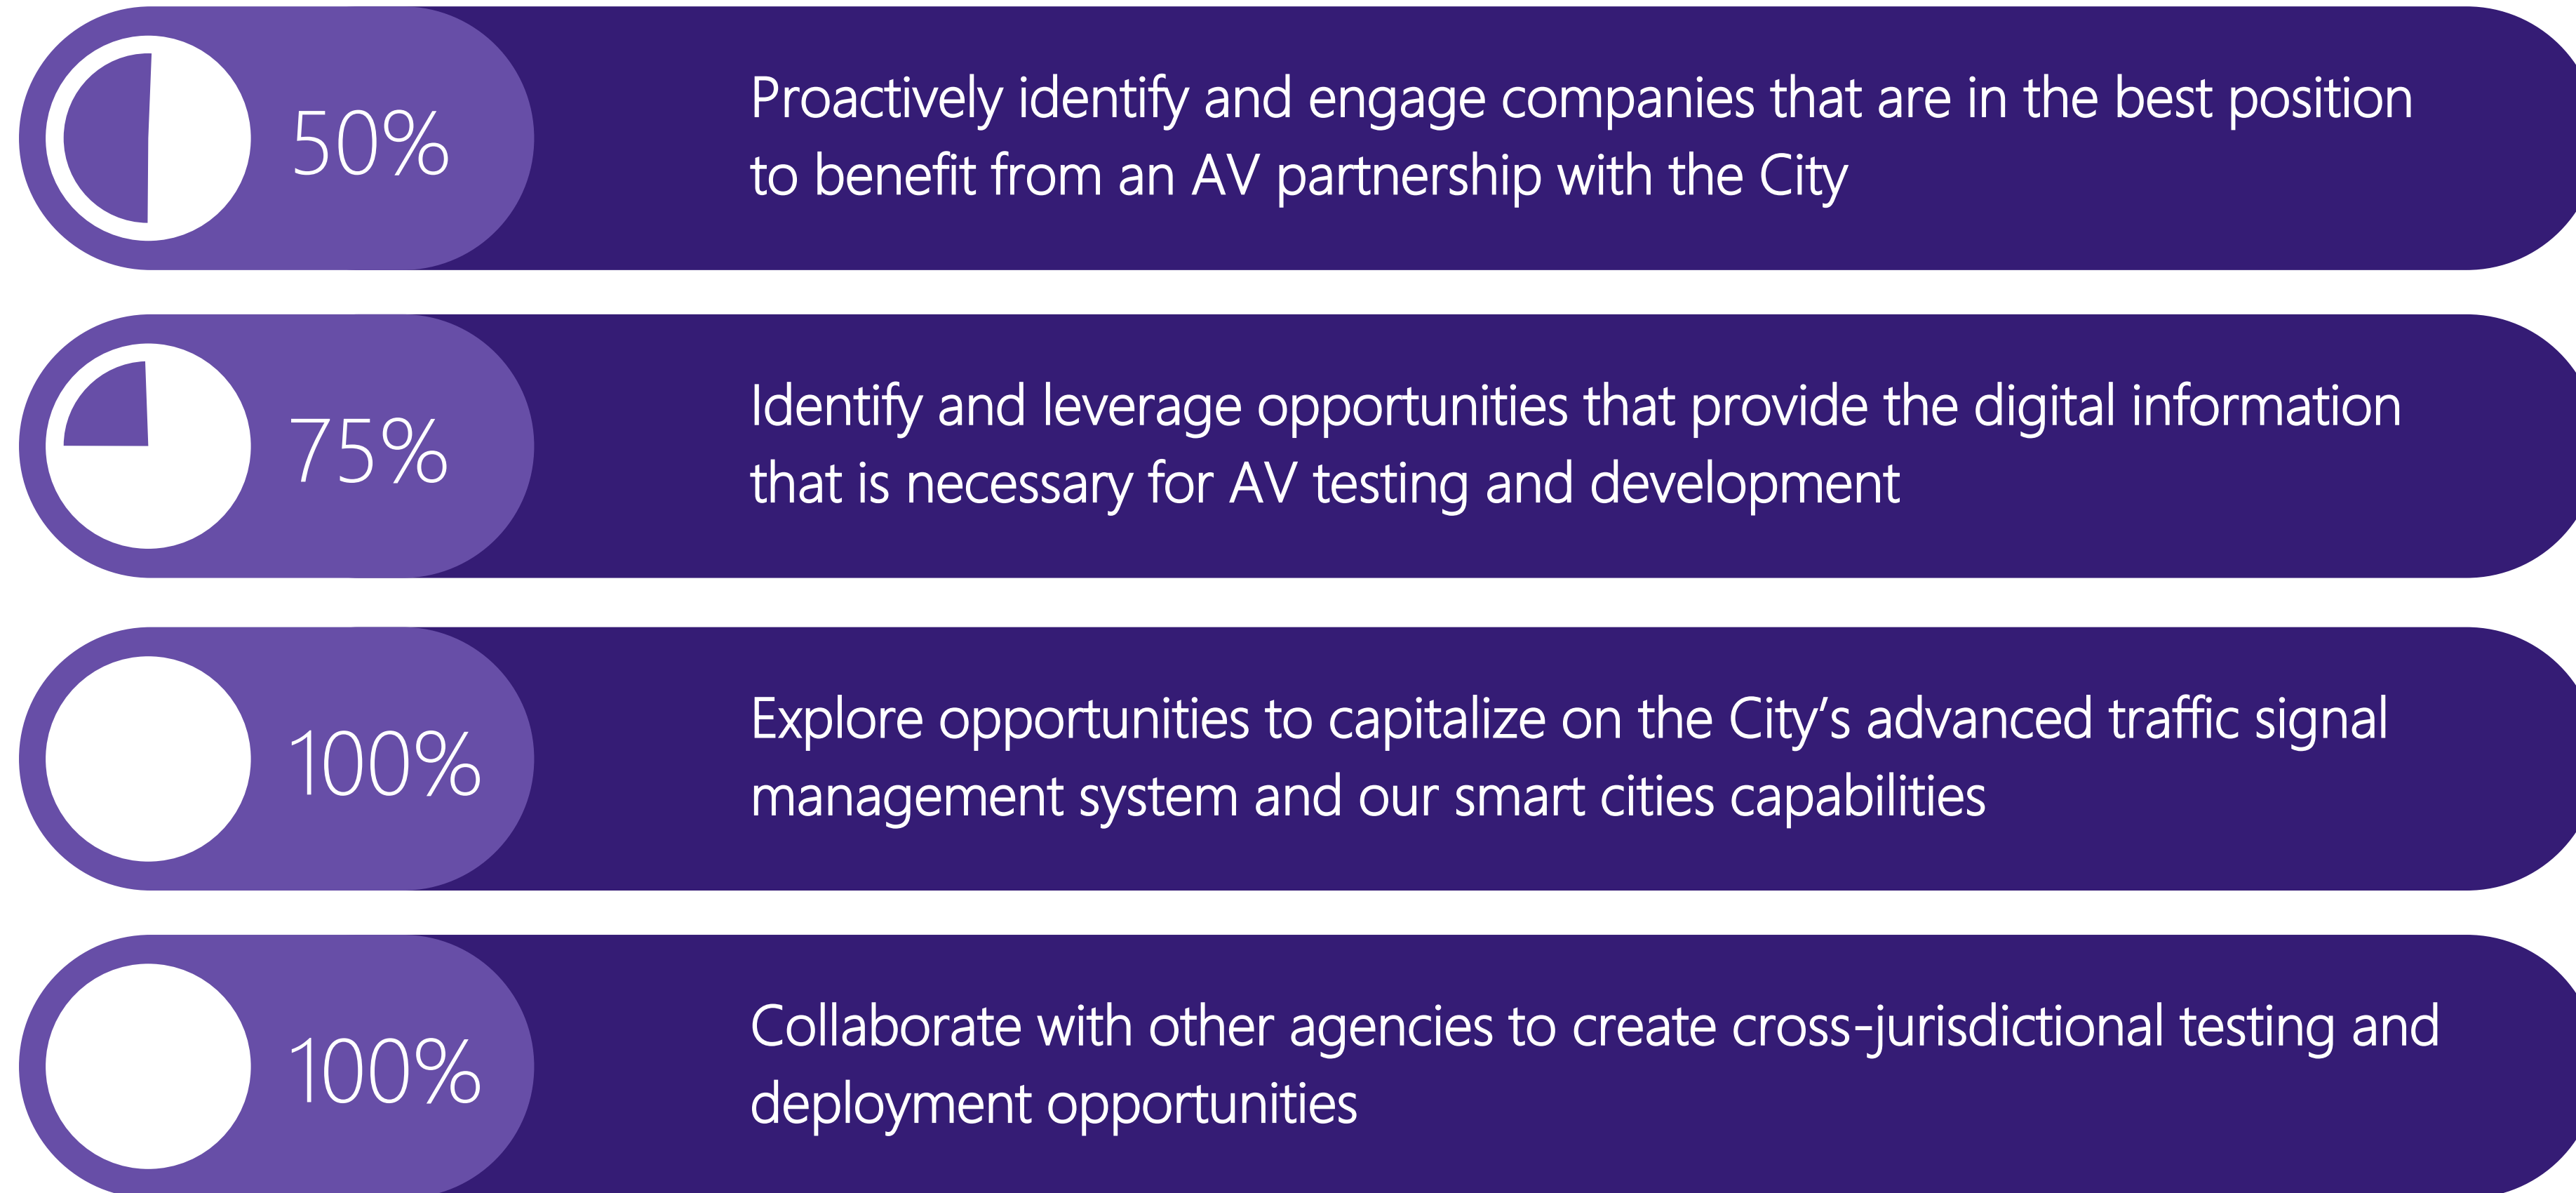 50%
Proactively identify and engage companies that are in the best position
to benefit from an AV partnership with the City
75%
Identify and leverage opportunities that provide the digital information
that is necessary for AV testing and development
100%
Explore opportunities to capitalize on the City’s advanced traffic signal
management system and our smart cities capabilities
100%
Collaborate with other agencies to create cross-jurisdictional testing and
deployment opportunities